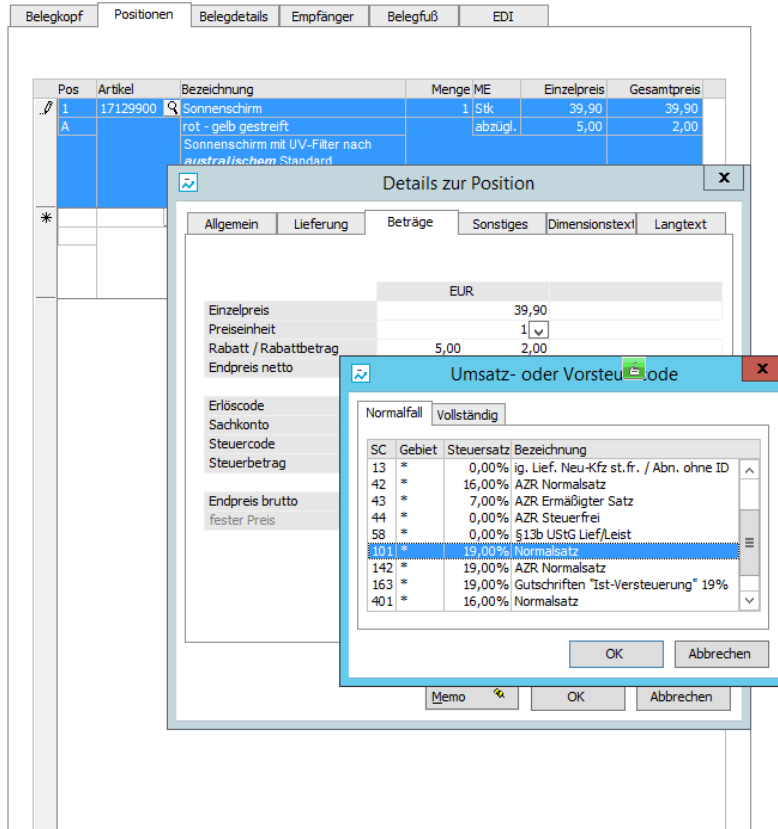 Belegkopf Positionen Belegdetails Empfänger Belegfuß EDI
Pos Artikel Bezeichnung Menge ME Einzelpreis Gesamtpreis
1 17129900 Sonnenschirm 1 Stk 39,90 39,90
A rot - gelb gestreift abzügl. 5,00 2,00
Sonnenschirm mit UV-Filter nach
australischem Standard
Details zur Position x
Allgemein Lieferung Beträge Sonstiges Dimensionstext Langtext
EUR
Einzelpreis 39,90
Preiseinheit 1
Rabatt / Rabattbetrag 5,00 2,00
Endpreis netto
Erlöscode
Sachkonto
Steuercode
Steuerbetrag
Endpreis brutto
fester Preis
Umsatz- oder Vorsteu ode x
Normalfall Vollständig
SC Gebiet Steuersatz Bezeichnung
13 * 0,00% ig. Lief. Neu-Kfz st.fr. / Abn. ohne ID
42 * 16,00% AZR Normalsatz
43 * 7,00% AZR Ermäßigter Satz
44 * 0,00% AZR Steuerfrei
58 * 0,00% §13b UStG Lief/Leist
101 * 19,00% Normalsatz
142 * 19,00% AZR Normalsatz
163 * 19,00% Gutschriften "Ist-Versteuerung" 19%
401 * 16,00% Normalsatz
OK Abbrechen
Memo OK Abbrechen